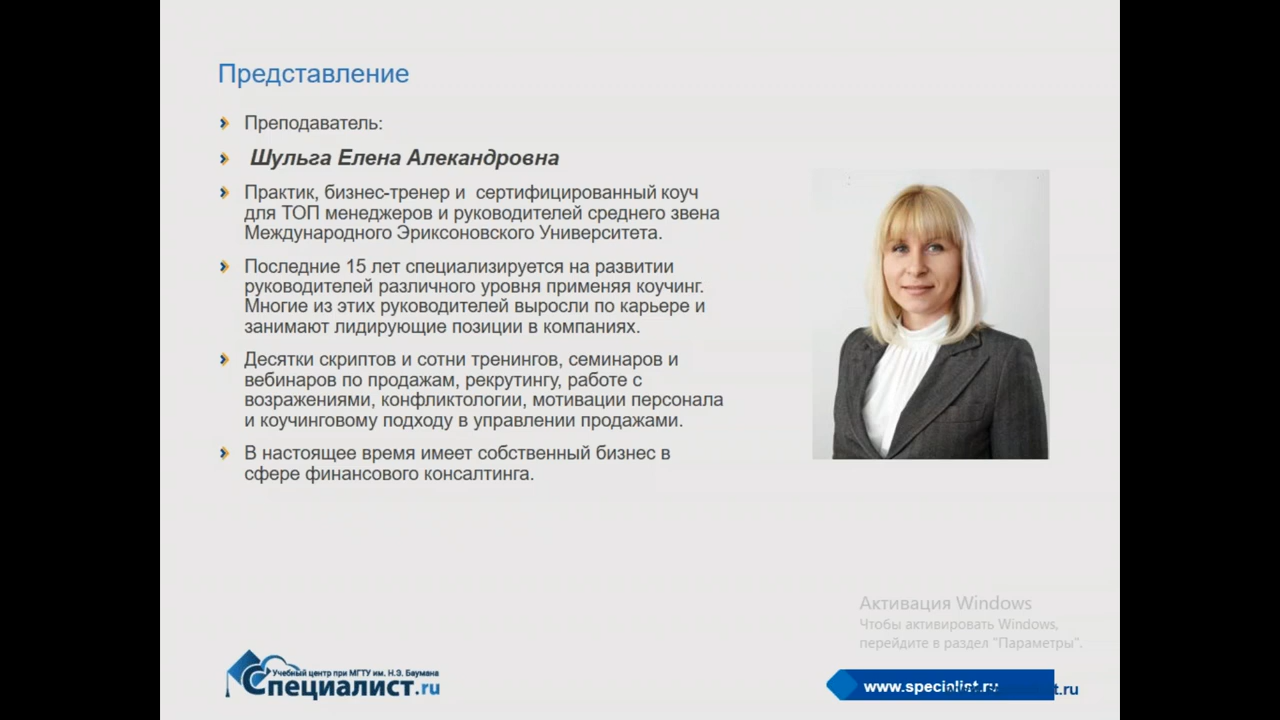 Представление
Преподаватель:
Шульга Елена Алекандровна
Практик, бизнес-тренер и сертифицированный коуч
для ТОП менеджеров и руководителей среднего звена
Международного Эриксоновского Университета.
Последние 15 лет специализируется на развитии
руководителей различного уровня применяя коучинг.
Многие из этих руководителей выросли по карьере и
занимают лидирующие позиции в компаниях.
Десятки скриптов и сотни тренингов, семинаров и
вебинаров по продажам, рекрутингу, работе с
возражениями, конфликтологии, мотивации персонала
и коучинговому подходу в управлении продажами.
В настоящее время имеет собственный бизнес в
сфере финансового консалтинга.
Активация Windows
Чтобы активировать Windows,
перейдите в раздел "Параметры".
Учебный центр при МГТУ им. Н.Э. Баумана
Специалист.ru
www.specialist.ru